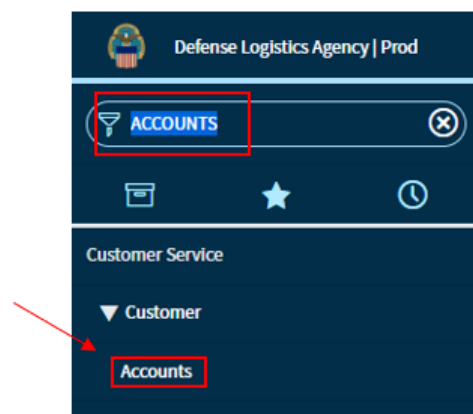 Defense Logistics Agency | Prod
ACCOUNTS
Customer Service
Customer
Accounts